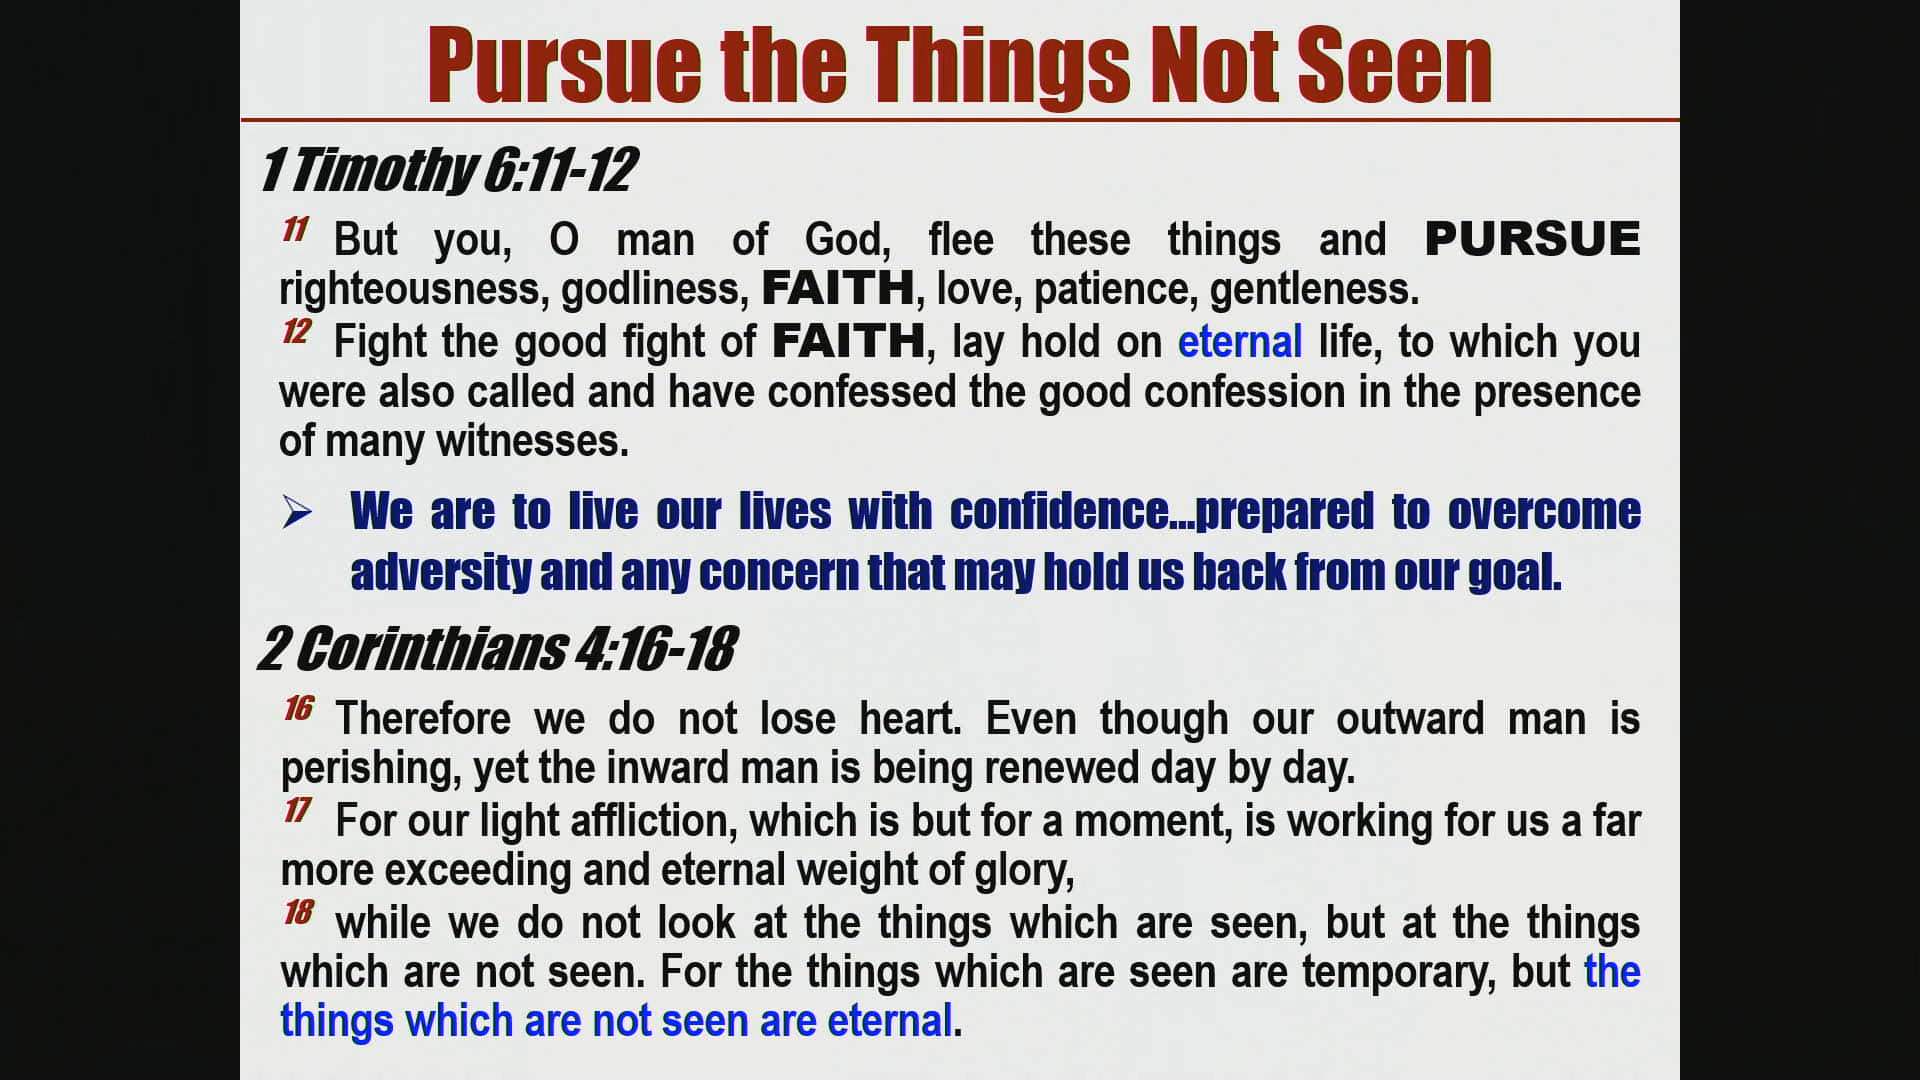 Pursue the Things Not Seen
1 Timothy 6:11-12
11 But you, O man of God, flee these things and PURSUE
righteousness, godliness, FAITH, love, patience, gentleness.
12 Fight the good fight of FAITH, lay hold on eternal life, to which you
were also called and have confessed the good confession in the presence
of many witnesses.
➢ We are to live our lives with confidence...prepared to overcome
adversity and any concern that may hold us back from our goal.
2 Corinthians 4:16-18
16 Therefore we do not lose heart. Even though our outward man is
perishing, yet the inward man is being renewed day by day.
17 For our light affliction, which is but for a moment, is working for us a far
more exceeding and eternal weight of glory,
18 while we do not look at the things which are seen, but at the things
which are not seen. For the things which are seen are temporary, but the
things which are not seen are eternal.